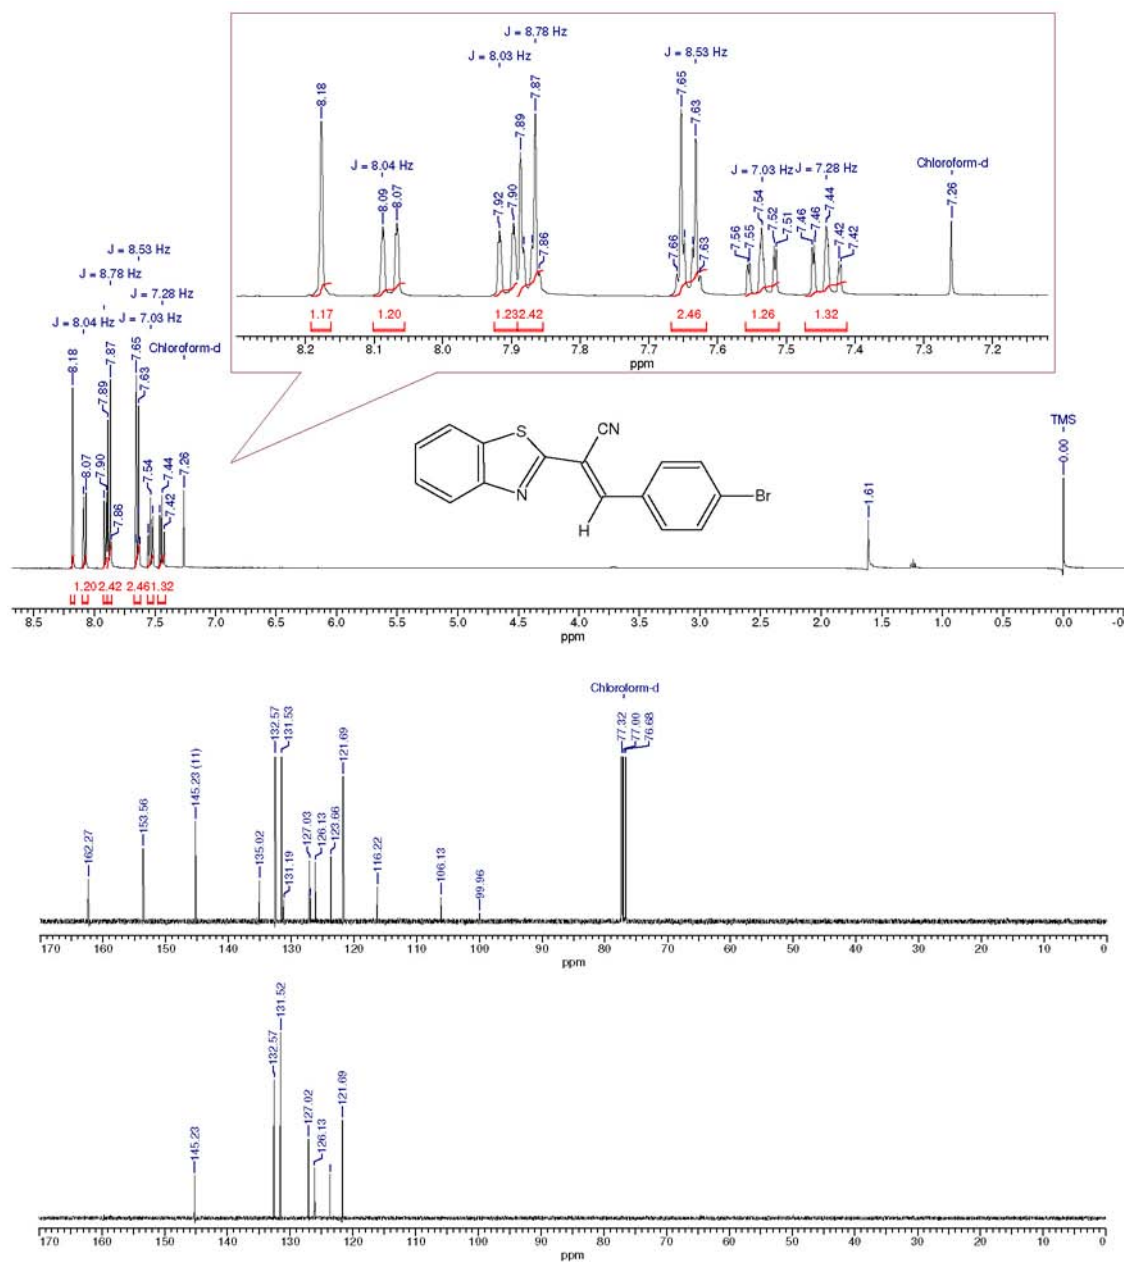 J = 8.78 Hz
J = 8.03 Hz
J = 8.53 Hz
8.18
J = 8.04 Hz
8.09
8.07
7.92
7.90
7.89
7.87
7.86
7.66
7.65
7.63
7.63
J = 7.03 Hz
J = 7.28 Hz
7.56
7.55
7.54
7.52
7.51
7.46
7.46
7.44
7.42
7.42
Chloroform-d
7.26
1.17
1.20
1.23
2.42
2.46
1.26
1.32
8.2 8.1 8.0 7.9 7.8 7.7 7.6 7.5 7.4 7.3 7.2
ppm
J = 8.53 Hz
J = 8.78 Hz
J = 7.28 Hz
J = 8.04 Hz
J = 7.03 Hz
Chloroform-d
8.18
8.07
7.90
7.89
7.87
7.86
7.65
7.63
7.54
7.44
7.42
7.26
S
N
CN
H
Br
1.61
TMS
0.00
1.20 2.42 2.46 1.32
8.5 8.0 7.5 7.0 6.5 6.0 5.5 5.0 4.5 4.0 3.5 3.0 2.5 2.0 1.5 1.0 0.5 0.0 -0
ppm
162.27
153.56
145.23 (11)
135.02
132.57
131.53
131.19
127.03
126.13
123.66
121.69
116.22
106.13
99.96
Chloroform-d
77.32
77.00
76.68
170 160 150 140 130 120 110 100 90 80 70 60 50 40 30 20 10 0
ppm
145.23
132.57
131.52
127.02
126.13
121.69
170 160 150 140 130 120 110 100 90 80 70 60 50 40 30 20 10 0
ppm